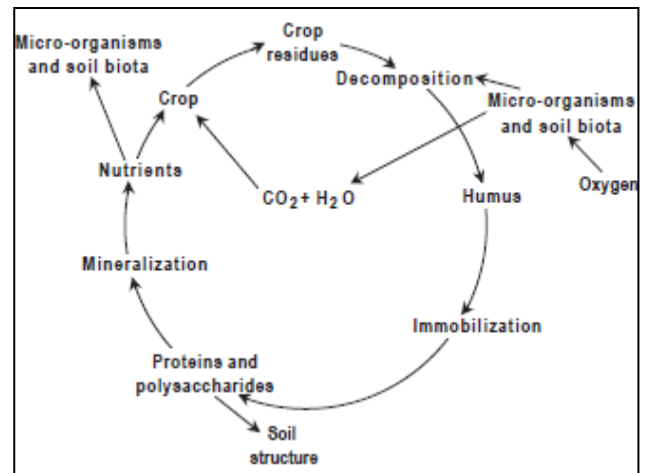 Crop
residues
Micro-organisms
and soil biota
Decomposition
Crop
Micro-organisms
and soil biota
Nutrients
CO2 + H2O
Humus
Oxygen
Mineralization
Immobilization
Proteins and
polysaccharides
Soil
structure